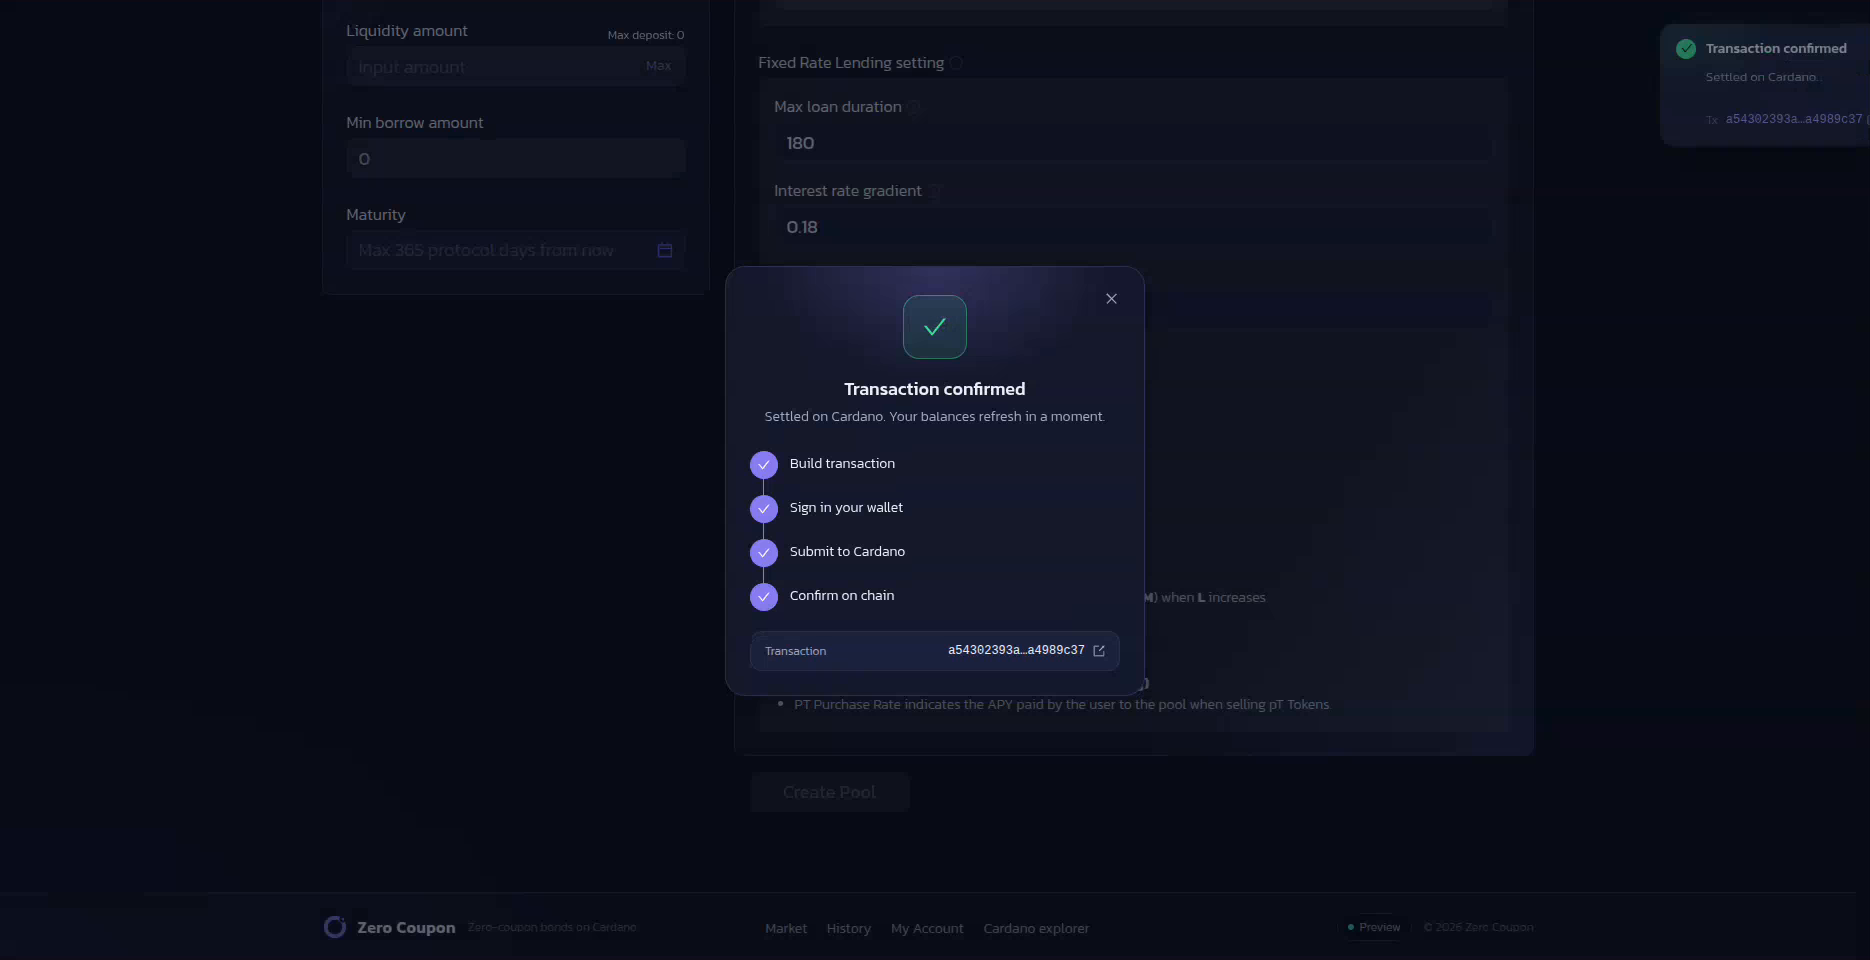 Liquidity amount
Max deposit: 0
Input amount
Max
Min borrow amount
0
Maturity
Max 365 protocol days from now
Fixed Rate Lending setting
Max loan duration
180
Interest rate gradient
0.18
Transaction confirmed
Settled on Cardano.
Tx a54302393a…a4989c37
Transaction confirmed
Settled on Cardano. Your balances refresh in a moment.
Build transaction
Sign in your wallet
Submit to Cardano
Confirm on chain
Transaction a54302393a…a4989c37
M) when L increases
PT Purchase Rate indicates the APY paid by the user to the pool when selling pT Tokens
Create Pool
Zero Coupon
Zero-coupon bonds on Cardano
Market
History
My Account
Cardano explorer
Preview
© 2026 Zero Coupon